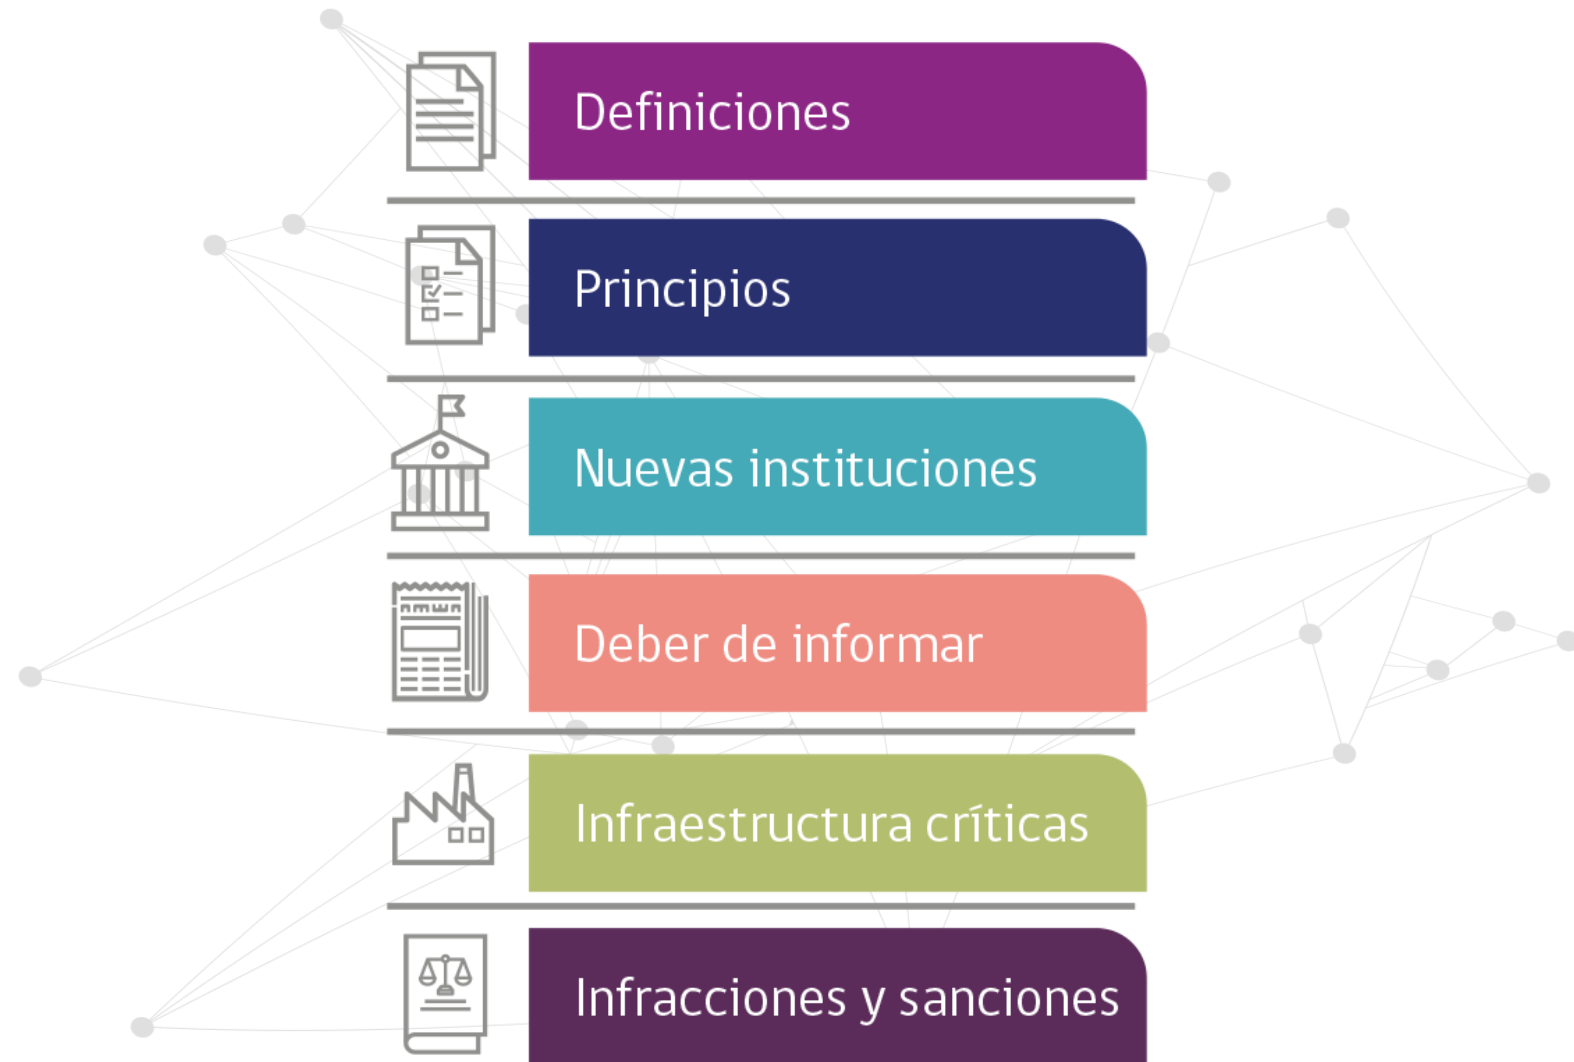 Definiciones
Principios
Nuevas instituciones
Deber de informar
Infraestructura críticas
Infracciones y sanciones